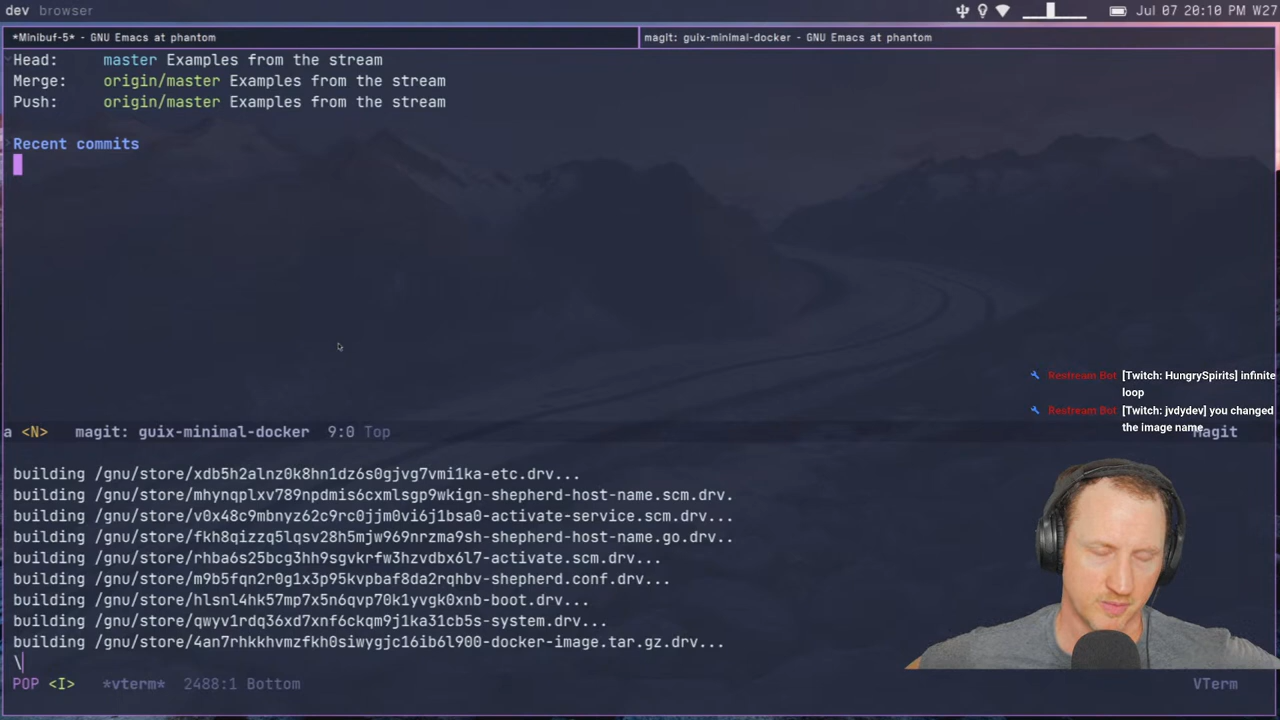 dev browser
Jul 07 20:10 PM W27
*Minibuf-5* - GNU Emacs at phantom
magit: guix-minimal-docker - GNU Emacs at phantom
Head: master Examples from the stream
Merge: origin/master Examples from the stream
Push: origin/master Examples from the stream
Recent commits
Restream Bot [Twitch: HungrySpirits] infinite
loop
Restream Bot [Twitch: jvdydev] you changed
the image name
a <N> magit: guix-minimal-docker 9:0 Top Magit
building /gnu/store/xdb5h2alnz0k8hn1dz6s0gjvg7vmi1ka-etc.drv...
building /gnu/store/mhynqplxv789npdmis6cxmlsgp9wkign-shepherd-host-name.scm.drv.
building /gnu/store/v0x48c9mbnyz62c9rc0jjm0vi6j1bsa0-activate-service.scm.drv...
building /gnu/store/fkh8qizzq5lqsv28h5mjw969nrzma9sh-shepherd-host-name.go.drv..
building /gnu/store/rhba6s25bcg3hh9sgvkrfw3hzvdbx6l7-activate.scm.drv...
building /gnu/store/m9b5fqn2r0g1x3p95kvpbaf8da2rqhbv-shepherd.conf.drv...
building /gnu/store/hlsnl4hk57mp7x5n6qvp70k1yvgk0xnb-boot.drv...
building /gnu/store/qwyv1rdq36xd7xnf6ckqm9j1ka31cb5s-system.drv...
building /gnu/store/4an7rhkkhvmzfkh0siwygjc16ib6l900-docker-image.tar.gz.drv...
\
POP <I> *vterm* 2488:1 Bottom VTerm